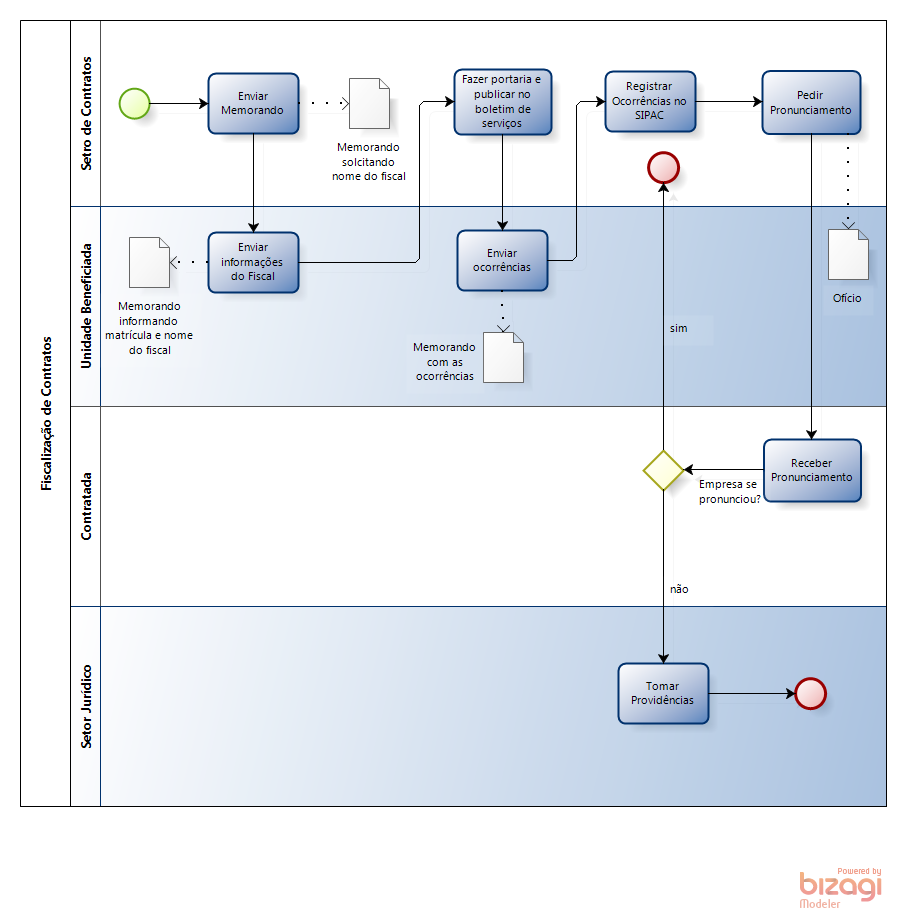 Fiscalização de Contratos
Setro de Contratos
Enviar
Memorando
Memorando
solcitando
nome do fiscal
Fazer portaria e
publicar no
boletim de
serviços
Registrar
Ocorrências no
SIPAC
Pedir
Pronunciamento
Unidade Beneficiada
Memorando
informando
matrícula e nome
do fiscal
Enviar
informações
do Fiscal
Enviar
ocorrências
Memorando
com as
ocorrências
Ofício
sim
Contratada
Empresa se
pronunciou?
Receber
Pronunciamento
não
Setor Jurídico
Tomar
Providências
Powered by
bizagi
Modeler